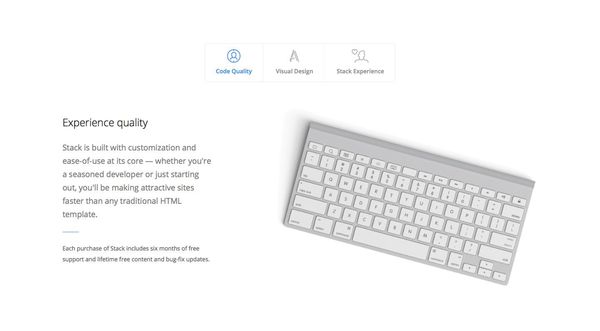 Code Quality
Visual Design
Stack Experience
Experience quality
Stack is built with customization and
ease-of-use at its core — whether you're
a seasoned developer or just starting
out, you'll be making attractive sites
faster than any traditional HTML
template.
Each purchase of Stack includes six months of free
support and lifetime free content and bug-fix updates.